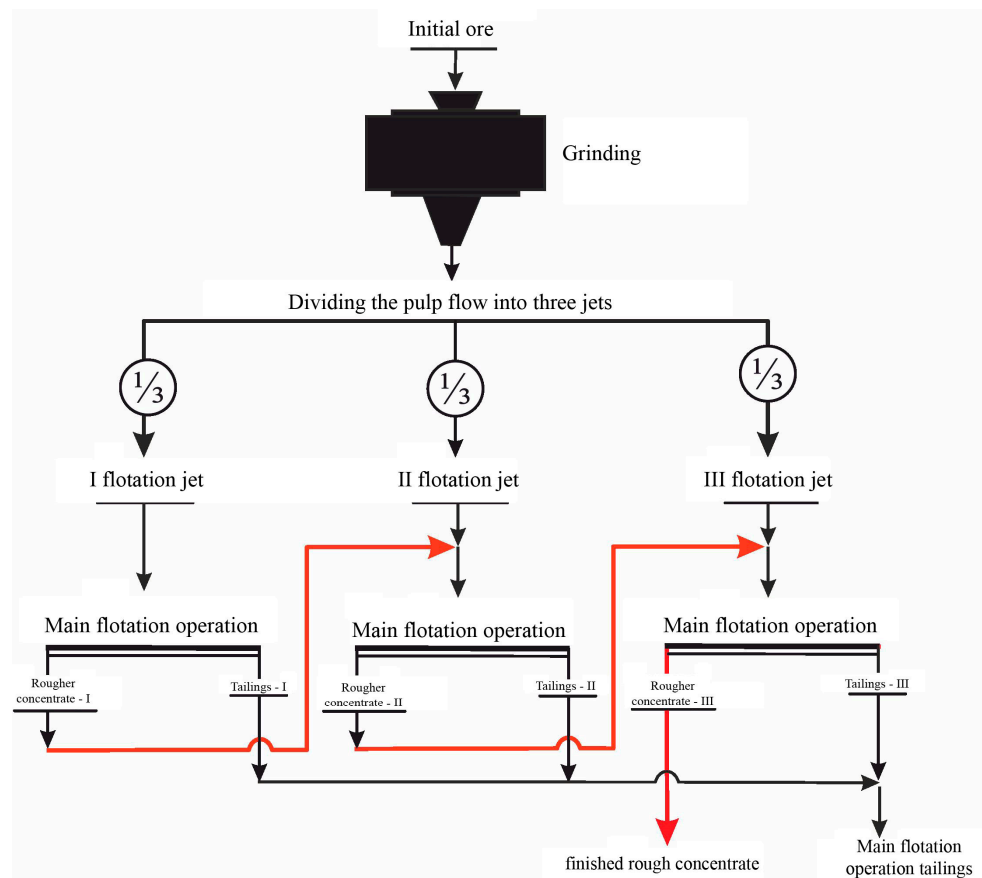 Initial ore
Grinding
Dividing the pulp flow into three jets
1/3
1/3
1/3
I flotation jet
II flotation jet
III flotation jet
Main flotation operation
Main flotation operation
Main flotation operation
Rougher
concentrate - I
Tailings - I
Rougher
concentrate - II
Tailings - II
Rougher
concentrate - III
Tailings - III
finished rough concentrate
Main flotation
operation tailings